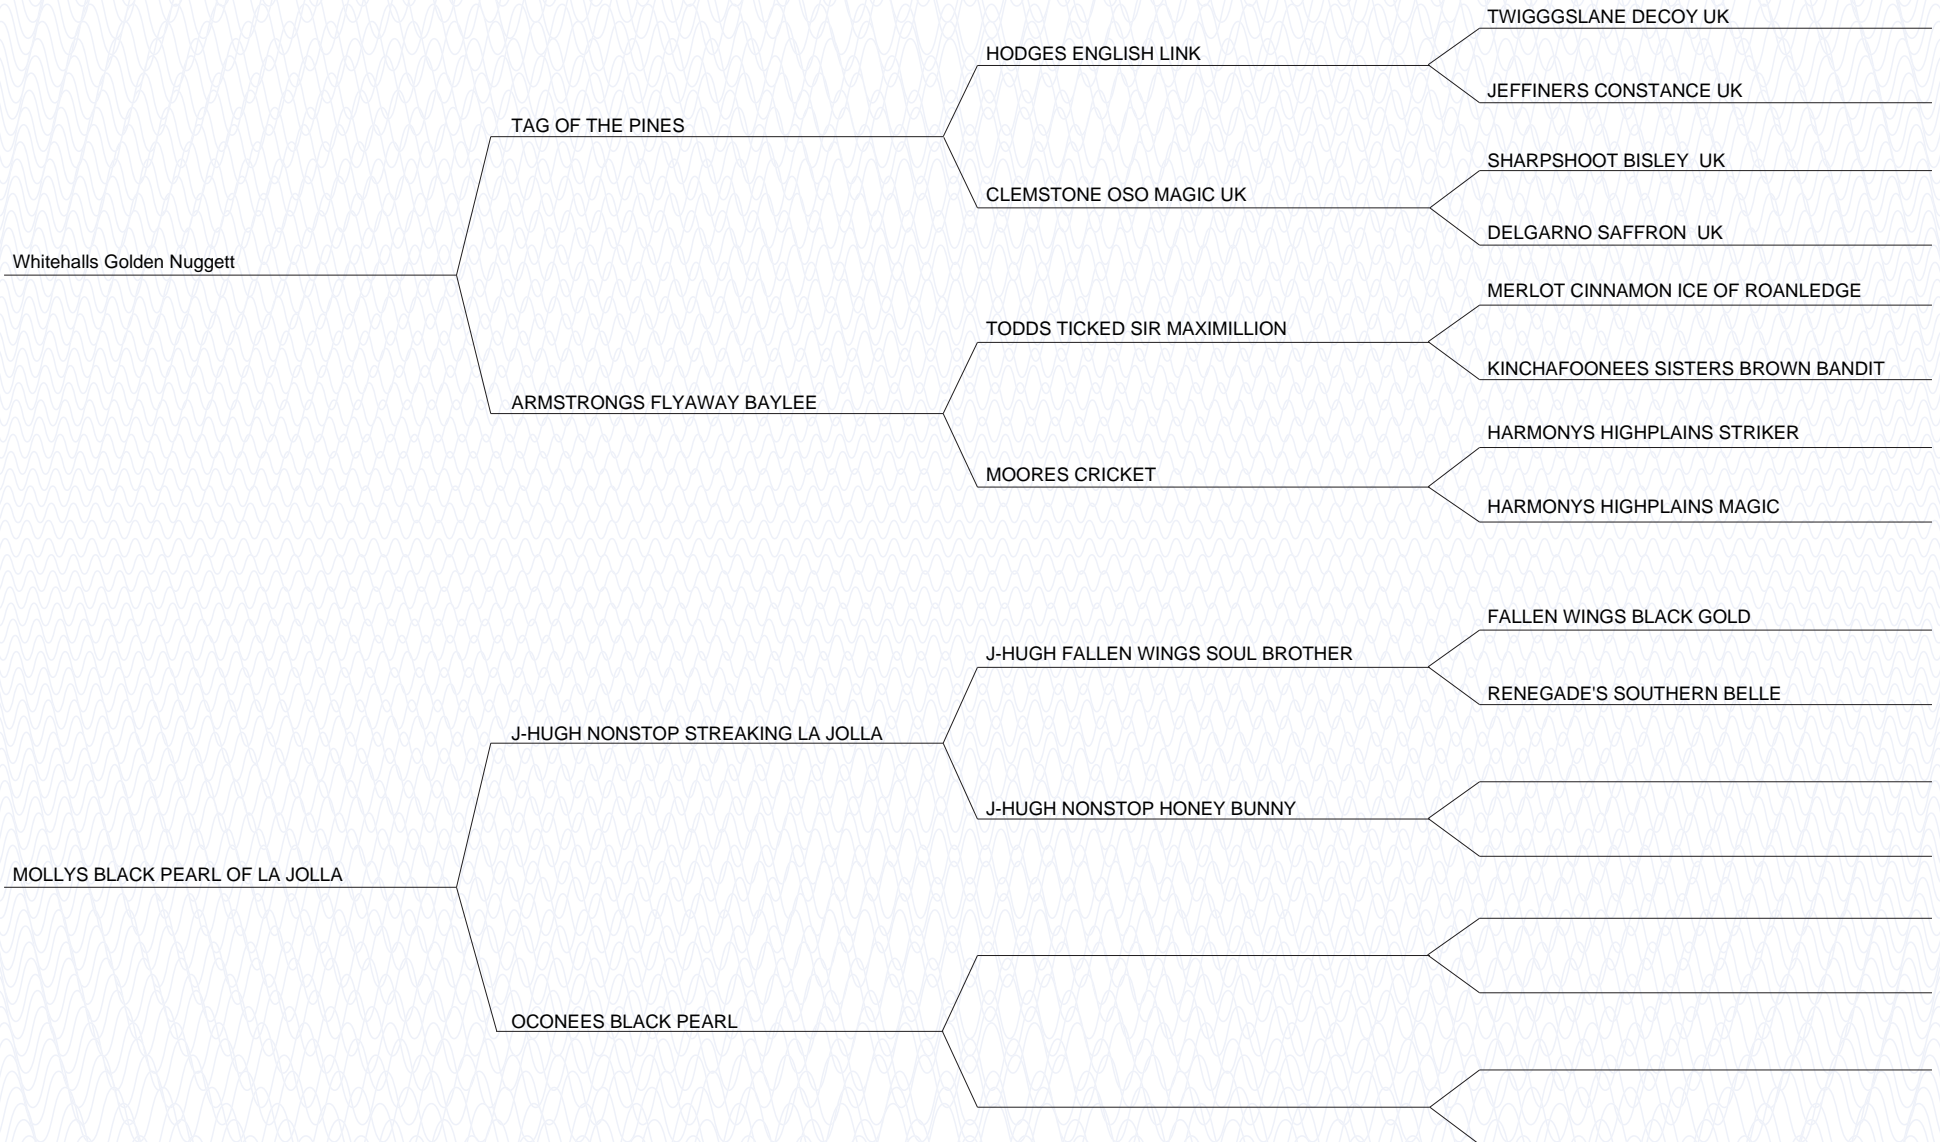 TWIGGGSLANE DECOY UK
HODGES ENGLISH LINK
JEFFINERS CONSTANCE UK
TAG OF THE PINES
SHARPSHOOT BISLEY  UK
CLEMSTONE OSO MAGIC UK
DELGARNO SAFFRON  UK
Whitehalls Golden Nuggett
MERLOT CINNAMON ICE OF ROANLEDGE
TODDS TICKED SIR MAXIMILLION
KINCHAFOONEES SISTERS BROWN BANDIT
ARMSTRONGS FLYAWAY BAYLEE
HARMONYS HIGHPLAINS STRIKER
MOORES CRICKET
HARMONYS HIGHPLAINS MAGIC
FALLEN WINGS BLACK GOLD
J-HUGH FALLEN WINGS SOUL BROTHER
RENEGADE'S SOUTHERN BELLE
J-HUGH NONSTOP STREAKING LA JOLLA
J-HUGH NONSTOP HONEY BUNNY
MOLLYS BLACK PEARL OF LA JOLLA
OCONEES BLACK PEARL